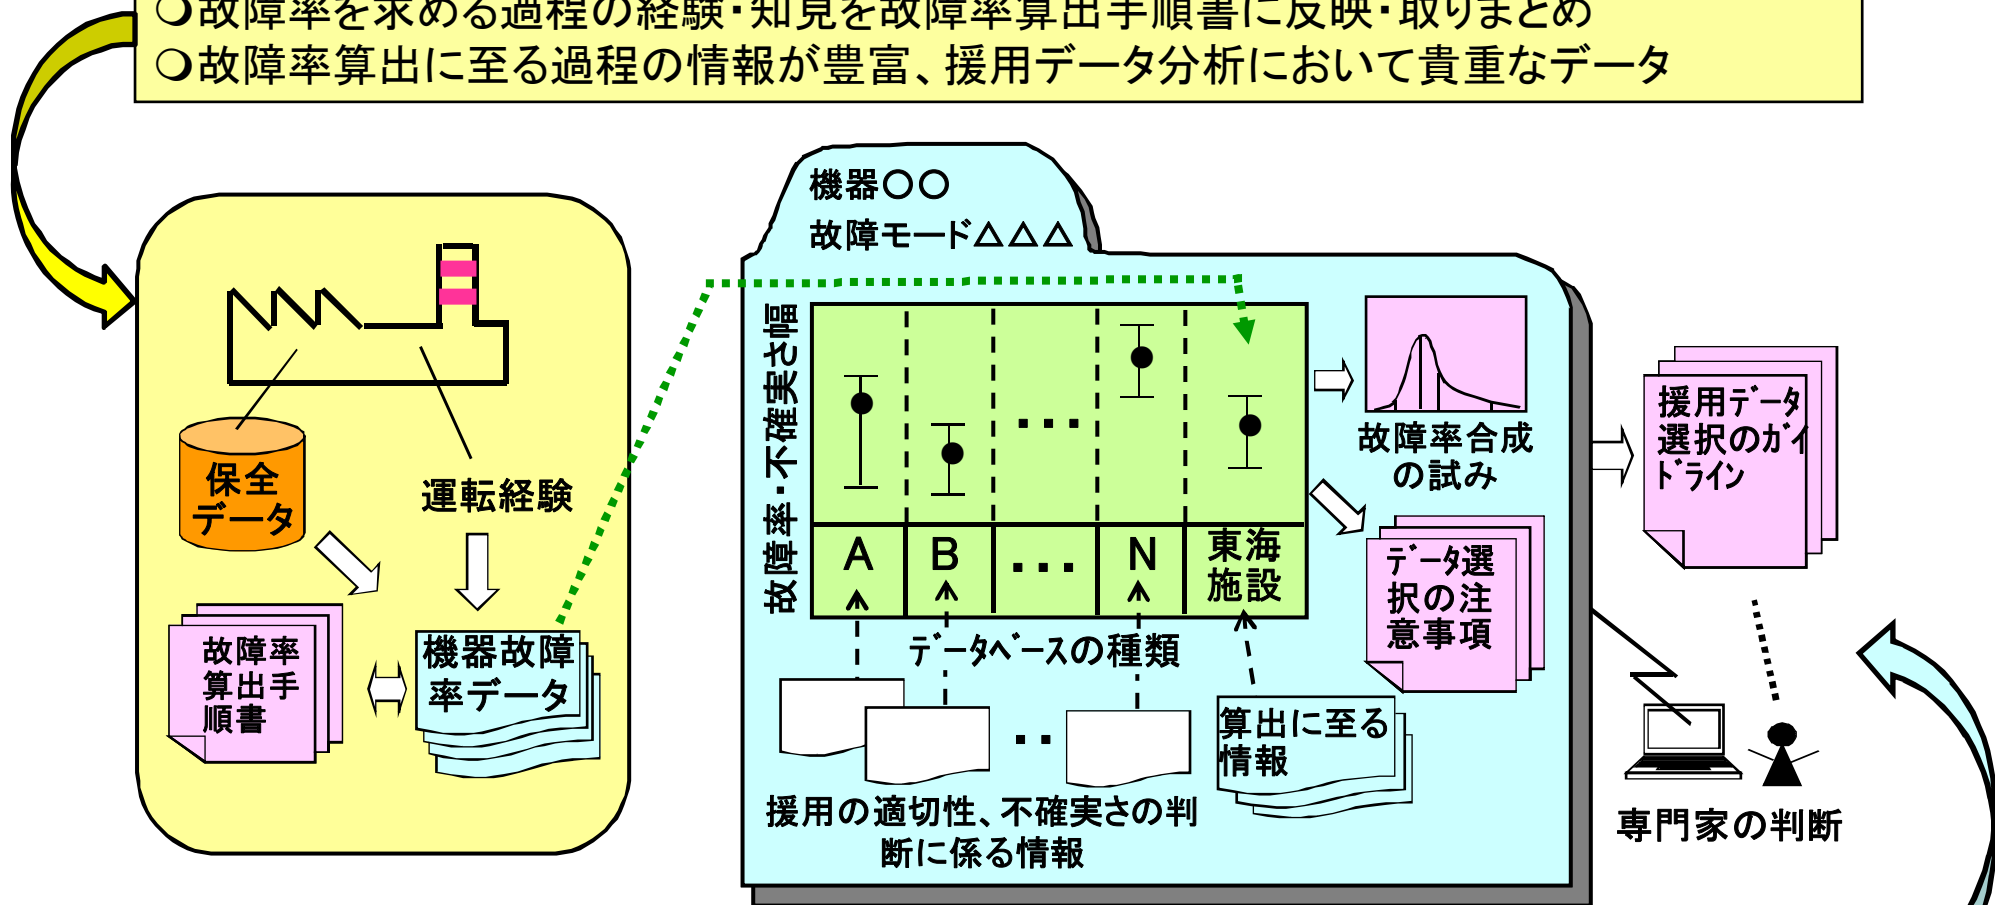 ○故障率を求める過程の経験・知見を故障率算出手順書に反映・取りまとめ
○故障率算出に至る過程の情報が豊富、援用データ分析において貴重なデータ
保全
データ
運転経験
故障率
算出手
順書
機器故障
率データ
機器○○
故障モード△△△
故障率・不確実さ幅
A
B
・・・
N
東海
施設
データベースの種類
算出に至る
情報
援用の適切性、不確実さの判
断に係る情報
故障率合成
の試み
データ選
択の注
意事項
援用データ
選択のガイ
ドライン
専門家の判断